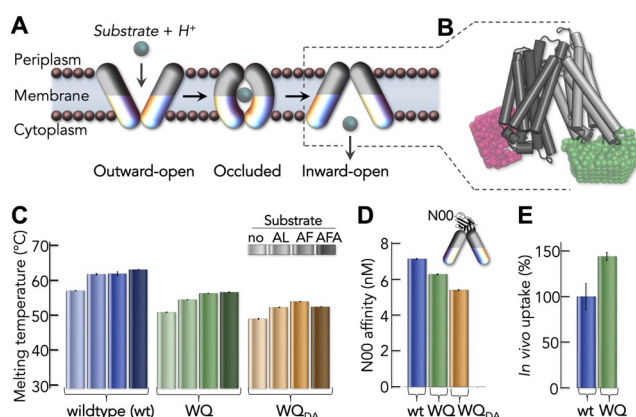 A
Substrate + H⁺
B
Periplasm
Membrane
Cytoplasm
Outward-open
Occluded
Inward-open
C
Substrate
no AL AF AFA
Melting temperature (°C)
70
60
50
40
30
wildtype (wt)
WQ
WQDA
D
N00
N00 affinity (nM)
8
6
4
2
0
wt WQ WQDA
E
In vivo uptake (%)
150
100
50
0
wt WQ